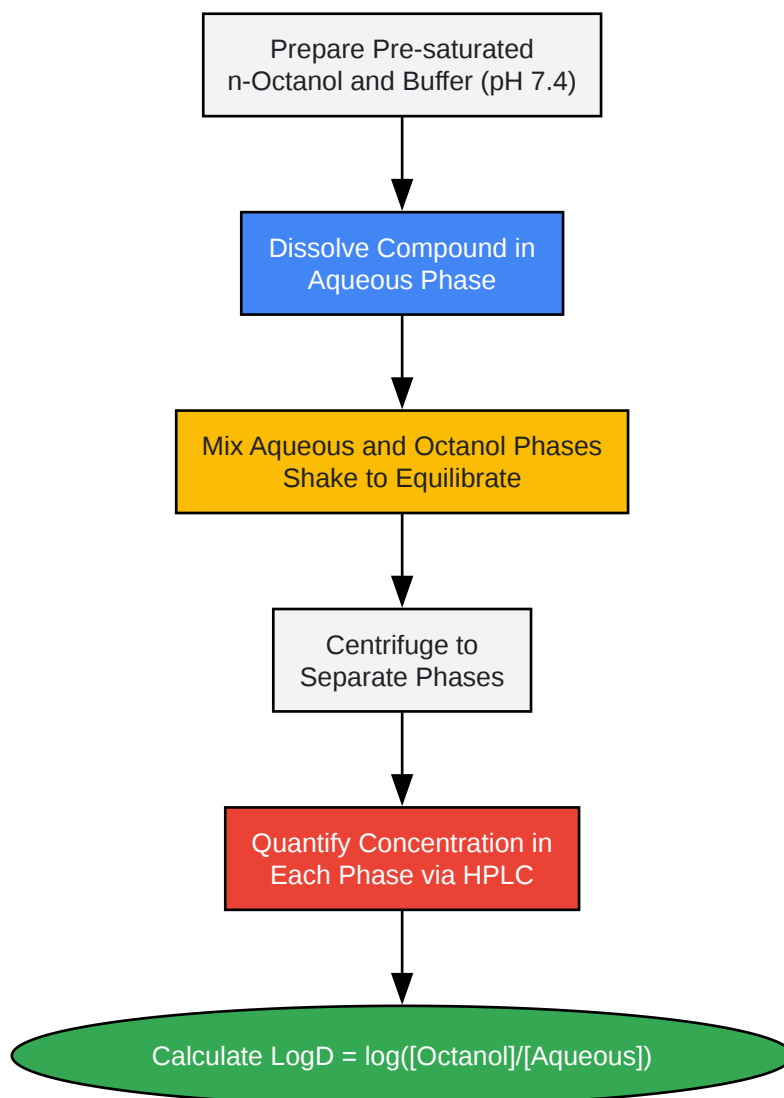 Prepare Pre-saturated
n-Octanol and Buffer (pH 7.4)
Dissolve Compound in
Aqueous Phase
Mix Aqueous and Octanol Phases
Shake to Equilibrate
Centrifuge to
Separate Phases
Quantify Concentration in
Each Phase via HPLC
Calculate LogD = log([Octanol]/[Aqueous])